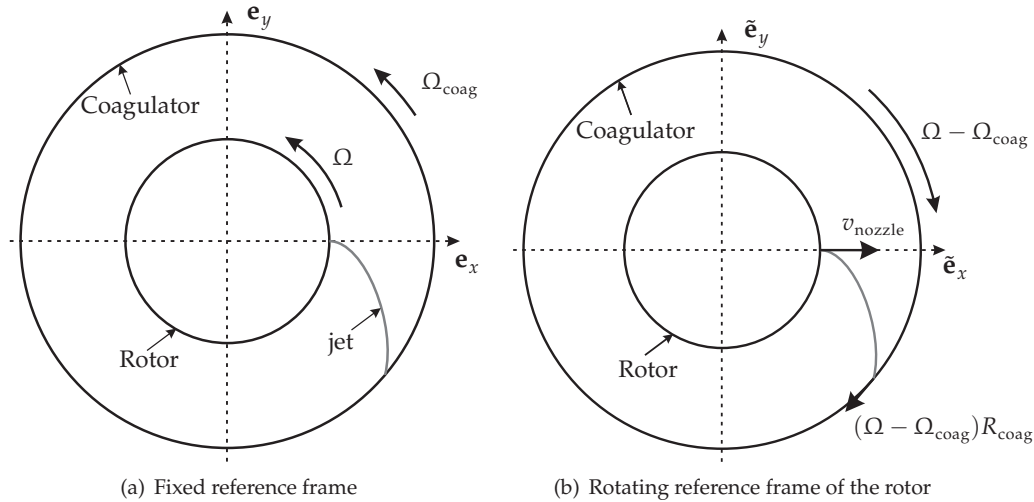 e_y
Coagulator
Ω_coag
Ω
e_x
jet
Rotor
(a) Fixed reference frame
ẽ_y
Coagulator
Ω − Ω_coag
v_nozzle
ẽ_x
Rotor
(Ω − Ω_coag)R_coag
(b) Rotating reference frame of the rotor